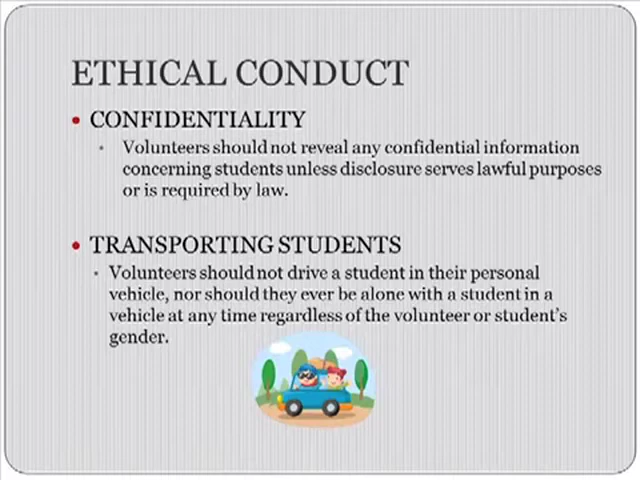 ETHICAL CONDUCT
• CONFIDENTIALITY
• Volunteers should not reveal any confidential information
concerning students unless disclosure serves lawful purposes
or is required by law.
• TRANSPORTING STUDENTS
• Volunteers should not drive a student in their personal
vehicle, nor should they ever be alone with a student in a
vehicle at any time regardless of the volunteer or student's
gender.